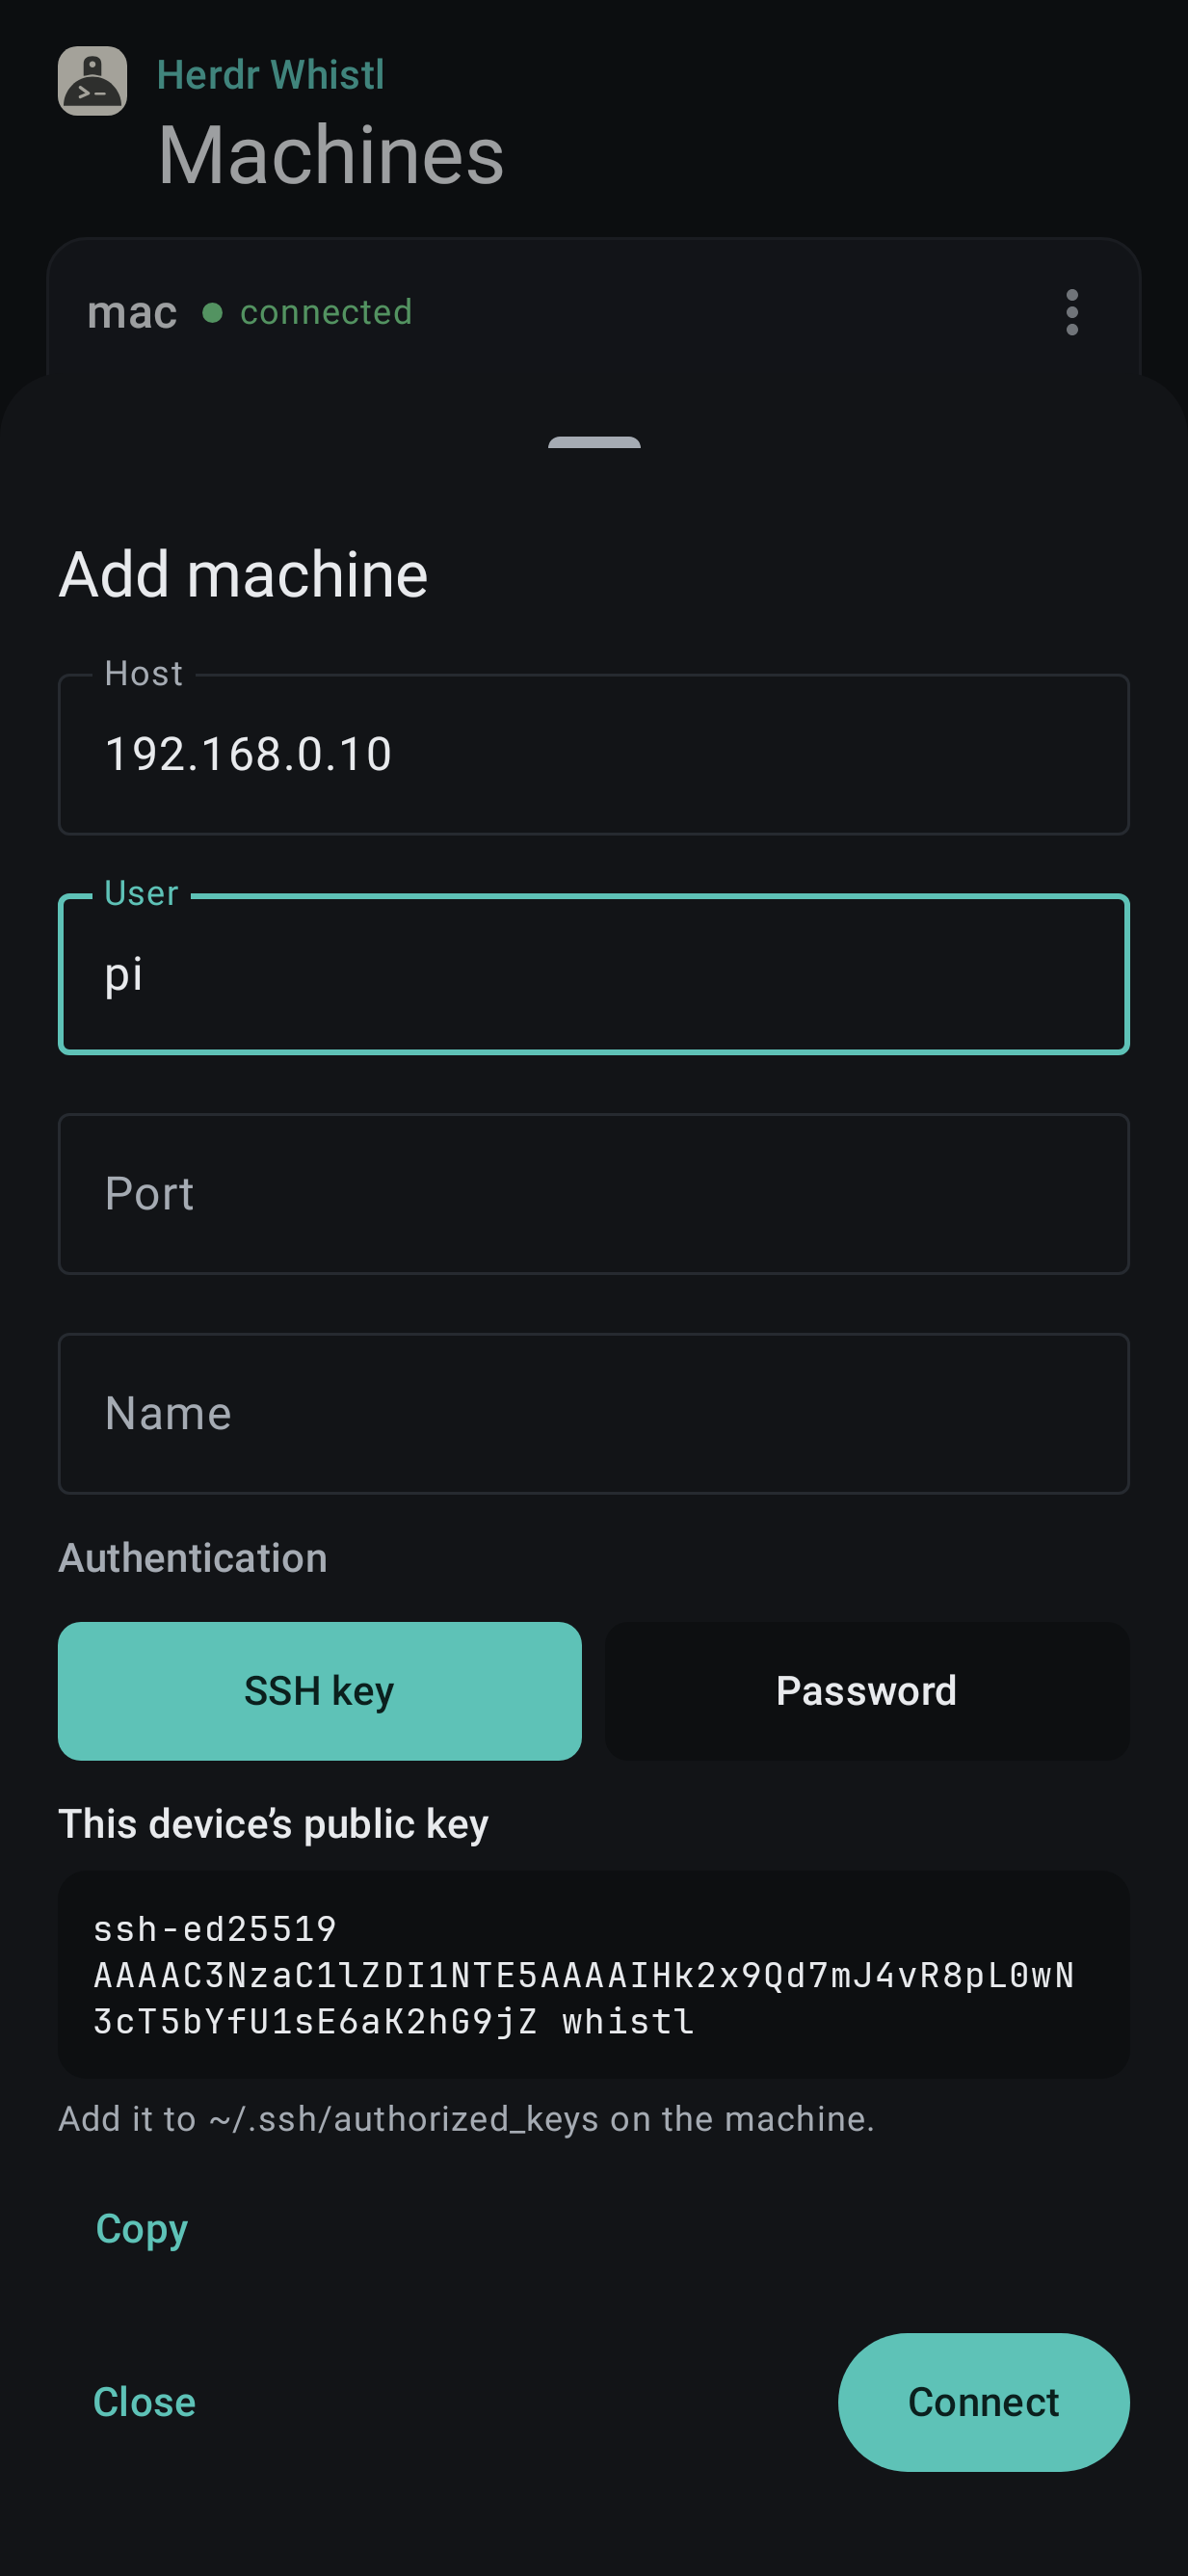 Herdr Whistl
Machines
mac connected
Add machine
Host
192.168.0.10
User
pi
Port
Name
Authentication
SSH key Password
This device’s public key
ssh-ed25519
AAAAC3NzaC1lZDI1NTE5AAAAIHk2x9Qd7mJ4vR8pL0wN
3cT5bYfU1sE6aK2hG9jZ whistl
Add it to ~/.ssh/authorized_keys on the machine.
Copy
Close Connect